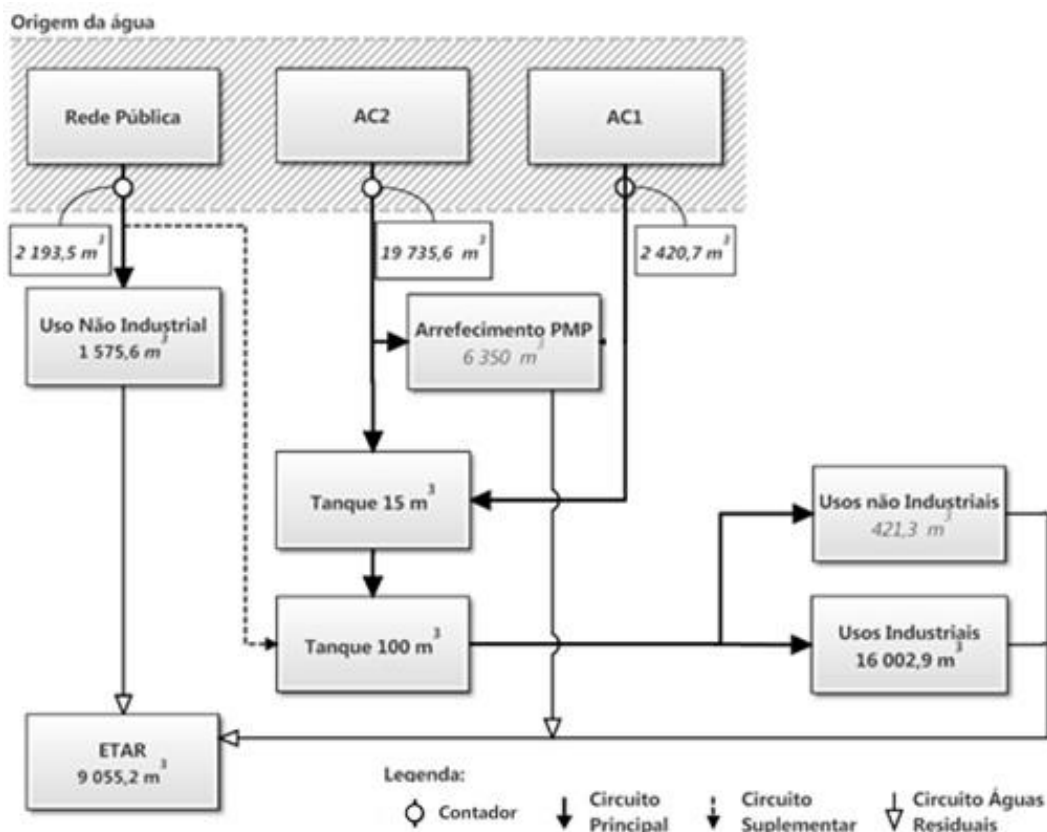 Origem da água
Rede Pública
AC2
AC1
2 193,5 m³
19 735,6 m³
2 420,7 m³
Uso Não Industrial
1 575,6 m³
Arrefecimento PMP
6 350 m³
Tanque 15 m³
Usos não Industriais
421,3 m³
Tanque 100 m³
Usos Industriais
16 002,9 m³
ETAR
9 055,2 m³
Legenda:
Contador
Circuito
Principal
Circuito
Suplementar
Circuito Águas
Residuais